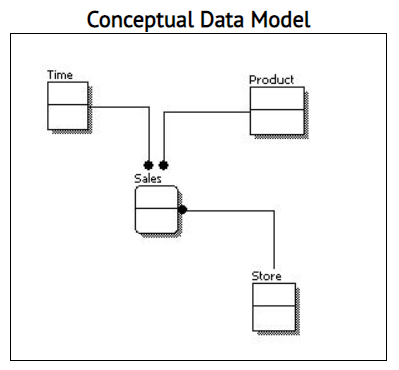 Conceptual Data Model
Time
Product
Sales
Store